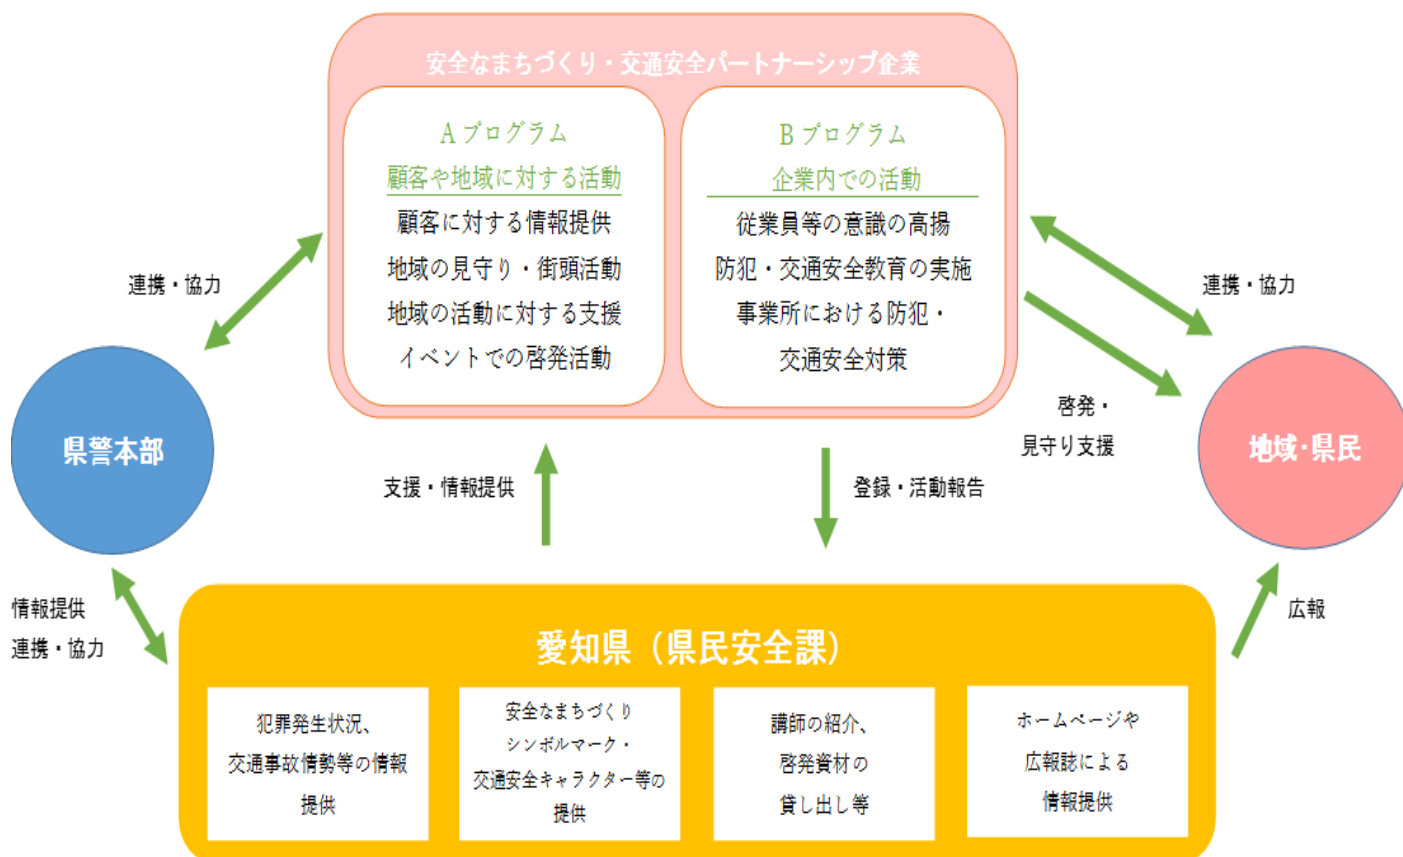 安全なまちづくり・交通安全パートナーシップ企業
Aプログラム
顧客や地域に対する活動
顧客に対する情報提供
地域の見守り・街頭活動
地域の活動に対する支援
イベントでの啓発活動
Bプログラム
企業内での活動
従業員等の意識の高揚
防犯・交通安全教育の実施
事業所における防犯・
交通安全対策
連携・協力
連携・協力
県警本部
啓発・
見守り支援
地域・県民
支援・情報提供
登録・活動報告
情報提供
連携・協力
広報
愛知県（県民安全課）
犯罪発生状況、
交通事故情勢等の情報
提供
安全なまちづくり
シンボルマーク・
交通安全キャラクター等の
提供
講師の紹介、
啓発資材の
貸し出し等
ホームページや
広報誌による
情報提供